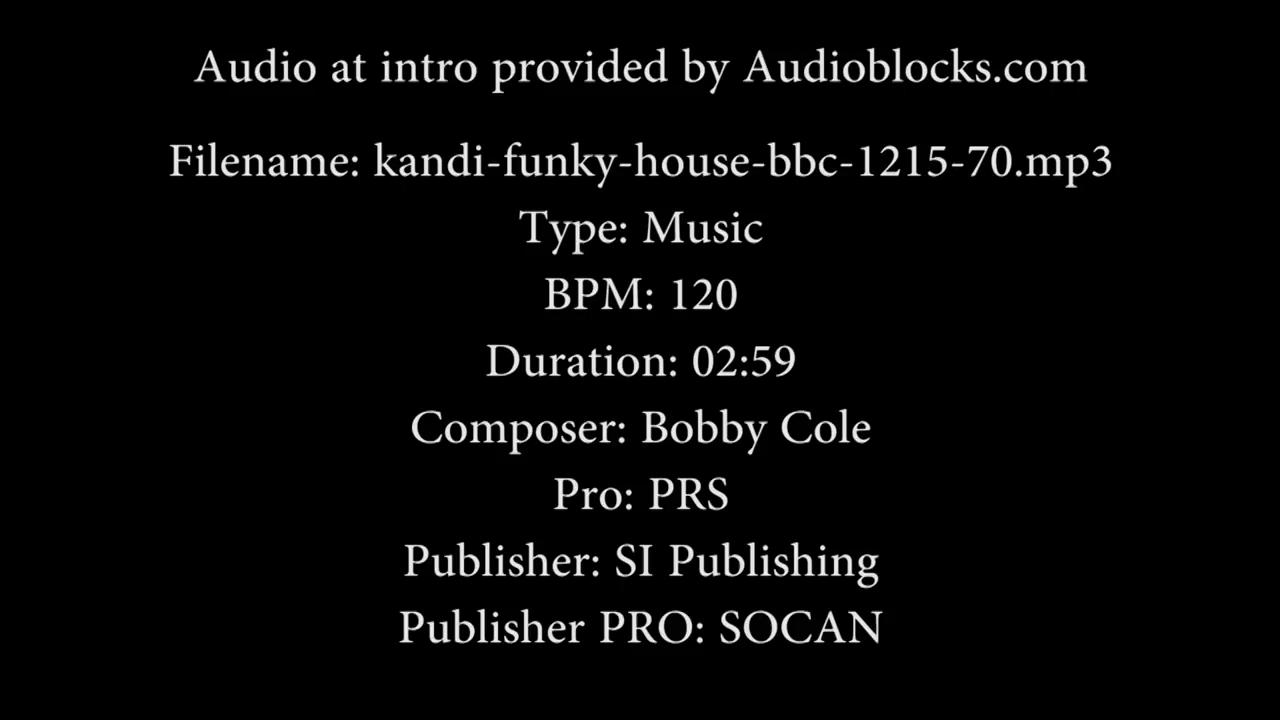 Audio at intro provided by Audioblocks.com
Filename: kandi-funky-house-bbc-1215-70.mp3
Type: Music
BPM: 120
Duration: 02:59
Composer: Bobby Cole
Pro: PRS
Publisher: SI Publishing
Publisher PRO: SOCAN